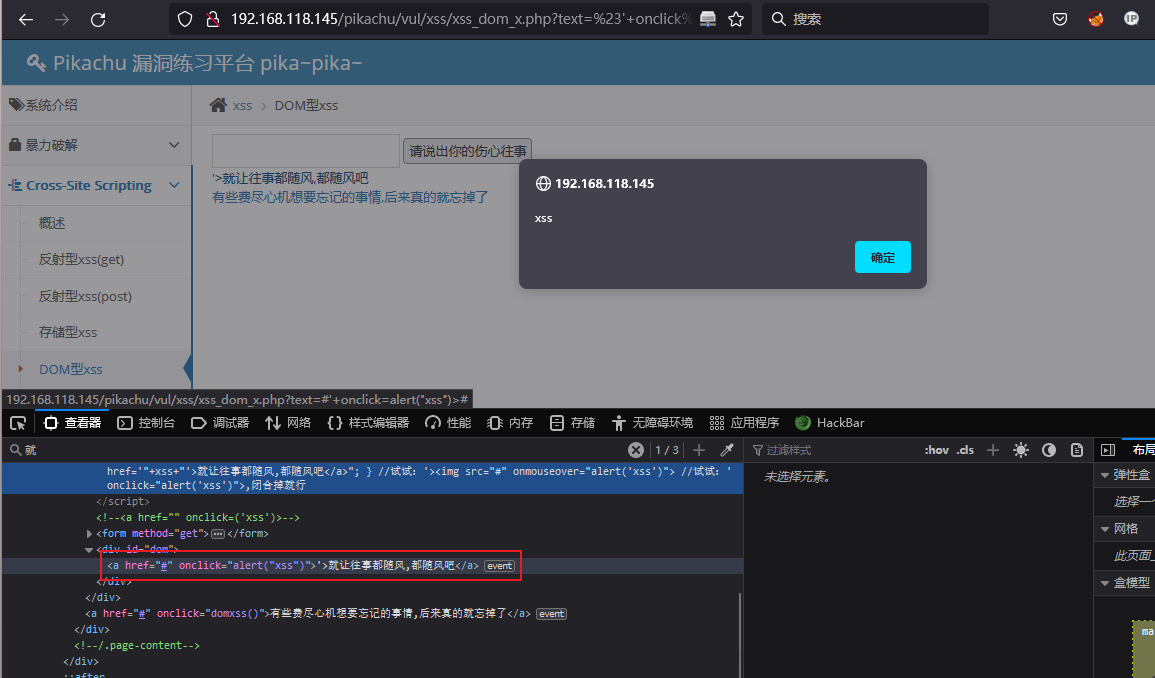 192.168.118.145/pikachu/vul/xss/xss_dom_x.php?text=%23'+onclick%
搜索
IP
Pikachu 漏洞练习平台 pika~pika~
系统介绍
xss > DOM型xss
暴力破解
请说出你的伤心往事
Cross-Site Scripting
'>就让往事都随风,都随风吧
有些费尽心机想要忘记的事情,后来真的就忘掉了
192.168.118.145
xss
确定
概述
反射型xss(get)
反射型xss(post)
存储型xss
DOM型xss
192.168.118.145/pikachu/vul/xss/xss_dom_x.php?text=#'+onclick=alert("xss")>#
查看器 控制台 调试器 网络 样式编辑器 性能 内存 存储 无障碍环境 应用程序 HackBar
就 1 / 3 过滤样式 :hov .cls 布局
href='"+xss+"'>就让往事都随风,都随风吧</a>"; } //试试：'><img src="#" onmouseover="alert('xss')"> //试试：'
onclick="alert('xss')">,闭合掉就行
</script>
<!--<a href="" onclick=('xss')>-->
<form method="get"></form>
<div id="dom">
<a href="#" onclick="alert("xss")">'>就让往事都随风,都随风吧</a> event
</div>
</div>
<a href="#" onclick="domxss()">有些费尽心机想要忘记的事情,后来真的就忘掉了</a> event
</div>
<!--/.page-content-->
</div>
::after
未选择元素。
弹性盒
选择一
网格
此页面上
盒模型
ma